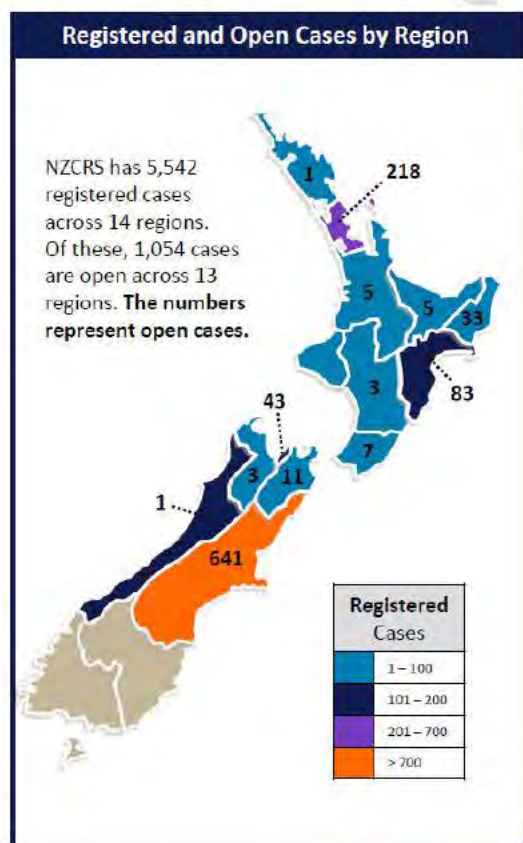 Registered and Open Cases by Region
NZCRS has 5,542
registered cases
across 14 regions.
Of these, 1,054 cases
are open across 13
regions. The numbers
represent open cases.
1
218
5
5
33
3
83
7
43
3
11
1
641
Registered
Cases
1 – 100
101 – 200
201 – 700
> 700